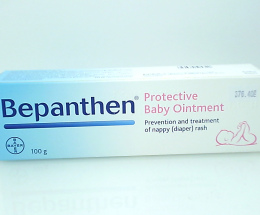 Bepanthen®
Protective
Baby Ointment
Prevention and treatment
of nappy (diaper) rash
BAYER
100 g